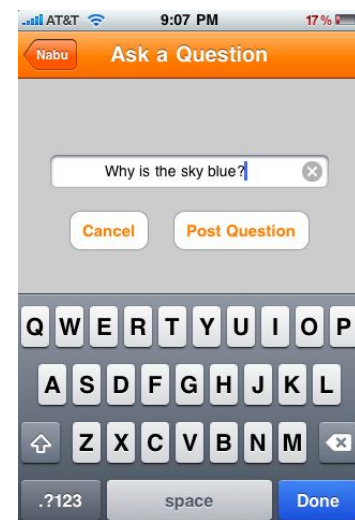 AT&T 9:07 PM 17%
Nabu Ask a Question
Why is the sky blue?
Cancel Post Question
Q W E R T Y U I O P
A S D F G H J K L
Z X C V B N M
.?123 space Done